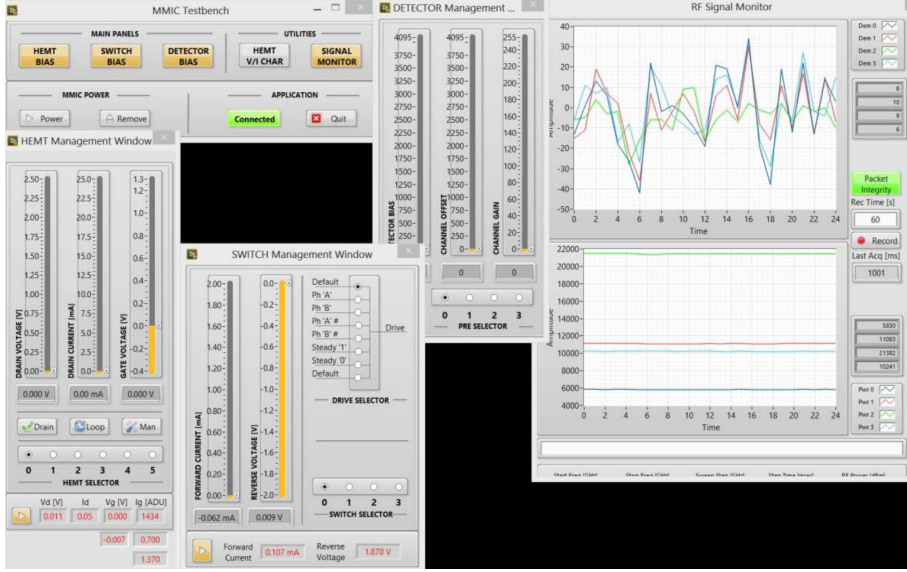 MMIC Testbench
MAIN PANELS
UTILITIES
HEMT BIAS
SWITCH BIAS
DETECTOR BIAS
HEMT V/I CHAR
SIGNAL MONITOR
MMIC POWER
APPLICATION
Power
Remove
Connected
Quit
HEMT Management Window
2.50
2.25
2.00
1.75
1.50
1.25
1.00
0.75
0.50
0.25
0.00
DRAIN VOLTAGE [V]
25.0
22.5
20.0
17.5
15.0
12.5
10.0
7.5
5.0
2.5
0.0
DRAIN CURRENT [mA]
1.3
1.2
1.0
0.8
0.6
0.4
0.2
0.0
-0.2
-0.4
GATE VOLTAGE [V]
0.000 V
0.00 mA
0.000 V
Drain
Loop
Man
0 1 2 3 4 5
HEMT SELECTOR
Vd [V] Id Vg [V] Ig [ADU]
0.011 0.05 0.000 1434
-0.007 0.700
1.370
SWITCH Management Window
2.00
1.80
1.60
1.40
1.20
1.00
0.80
0.60
0.40
0.20
0.00
FORWARD CURRENT [mA]
0.0
-0.2
-0.4
-0.6
-0.8
-1.0
-1.2
-1.4
-1.6
-1.8
-2.0
REVERSE VOLTAGE [V]
-0.062 mA
0.009 V
Default
Ph 'A'
Ph 'B'
Ph 'A' #
Ph 'B' #
Steady '1'
Steady '0'
Default
Drive
DRIVE SELECTOR
0 1 2 3
SWITCH SELECTOR
Forward Current 0.107 mA
Reverse Voltage 1.870 V
DETECTOR Management ...
4095
3750
3500
3250
3000
2750
2500
2250
2000
1750
1500
1250
1000
750
500
250
4095
3750
3500
3250
3000
2750
2500
2250
2000
1750
1500
1250
1000
750
500
250
0
CHANNEL OFFSET
255
240
220
200
180
160
140
120
100
80
60
40
20
0
CHANNEL GAIN
0
0
0 1 2 3
PRE SELECTOR
RF Signal Monitor
40
30
20
10
0
-10
-20
-30
-40
-50
0 2 4 6 8 10 12 14 16 18 20 22 24
Time
Dem 0
Dem 1
Dem 2
Dem 3
6
10
9
6
Packet Integrity
Rec Time [s]
60
Record
Last Acq [ms]
1001
22000
20000
18000
16000
14000
12000
10000
8000
6000
4000
0 2 4 6 8 10 12 14 16 18 20 22 24
Time
5830
11093
21382
10241
Pwr 0
Pwr 1
Pwr 2
Pwr 3